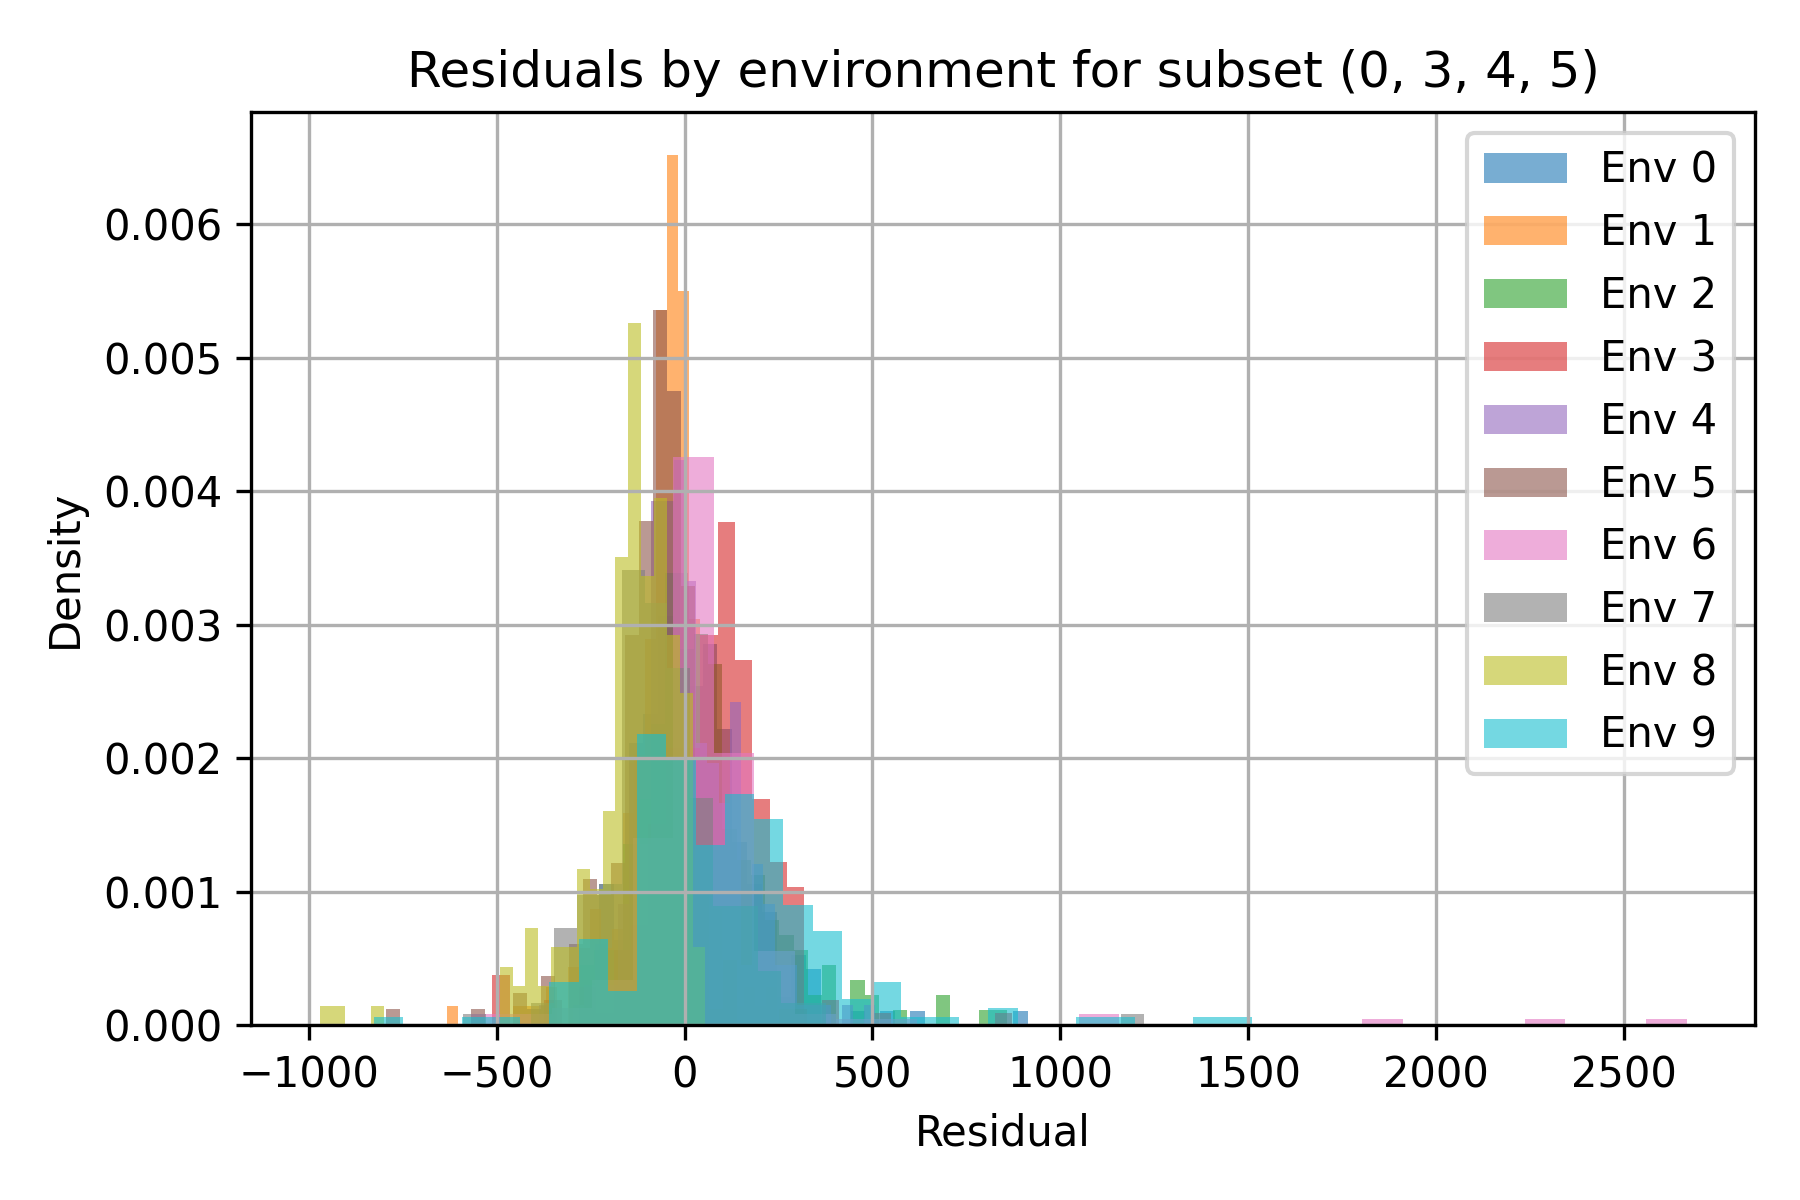 Residuals by environment for subset (0, 3, 4, 5)
Density
0.006
0.005
0.004
0.003
0.002
0.001
0.000
−1000
−500
0
500
1000
1500
2000
2500
Residual
Env 0
Env 1
Env 2
Env 3
Env 4
Env 5
Env 6
Env 7
Env 8
Env 9